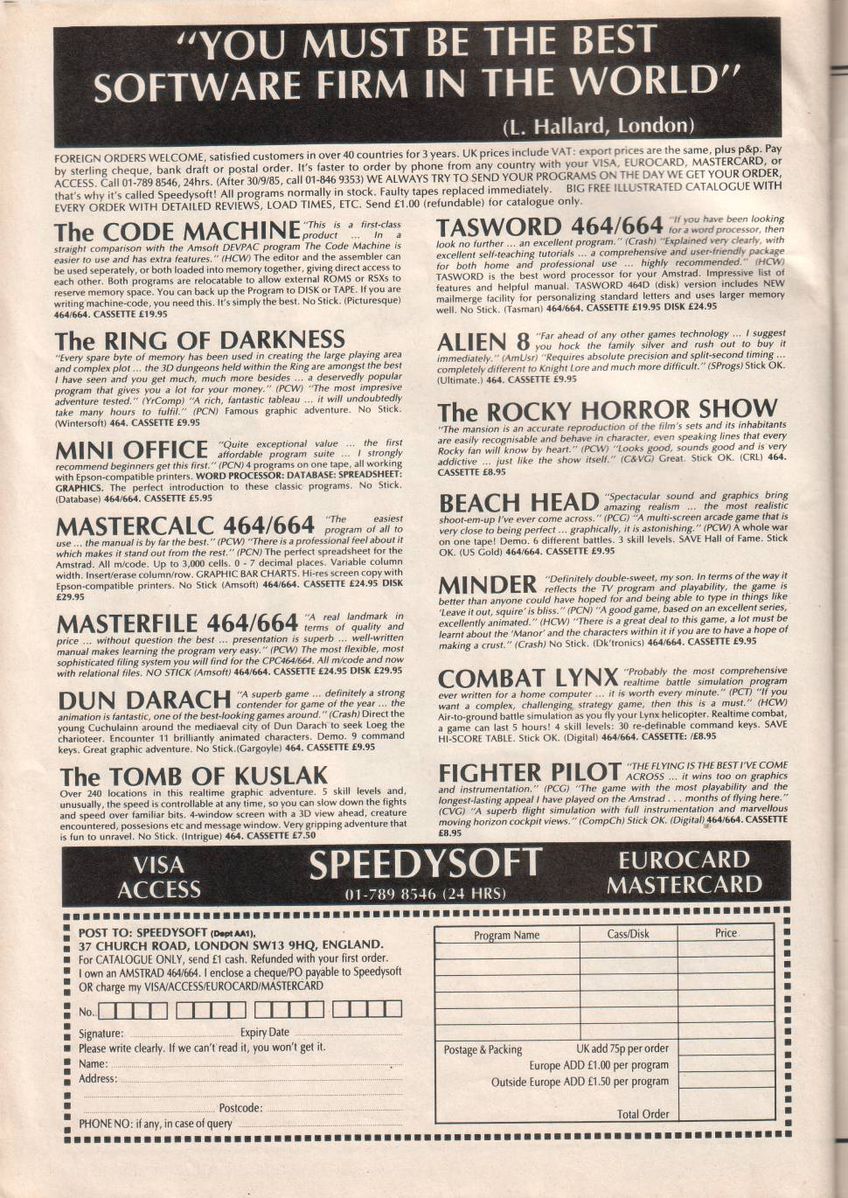 “YOU MUST BE THE BEST
SOFTWARE FIRM IN THE WORLD”
(L. Hallard, London)
FOREIGN ORDERS WELCOME, satisfied customers in over 40 countries for 3 years. UK prices include VAT: export prices are the same, plus p&p. Pay
by sterling cheque, bank draft or postal order. It's faster to order by phone from any country with your VISA, EUROCARD, MASTERCARD, or
ACCESS. Call 01-789 8546, 24hrs. (After 30/9/85, call 01-846 9353) WE ALWAYS TRY TO SEND YOUR PROGRAMS ON THE DAY WE GET YOUR ORDER,
that's why it's called Speedysoft! All programs normally in stock. Faulty tapes replaced immediately. BIG FREE ILLUSTRATED CATALOGUE WITH
EVERY ORDER WITH DETAILED REVIEWS, LOAD TIMES, ETC. Send £1.00 (refundable) for catalogue only.
The CODE MACHINE "This is a first-class
product ... In a
straight comparison with the Amsoft DEVPAC program The Code Machine is
easier to use and has extra features." (HCW) The editor and the assembler can
be used seperately, or both loaded into memory together, giving direct access to
each other. Both programs are relocatable to allow external ROMS or RSXs to
reserve memory space. You can back up the Program to DISK or TAPE. If you are
writing machine-code, you need this. It's simply the best. No Stick. (Picturesque)
464/664. CASSETTE £19.95
The RING OF DARKNESS
"Every spare byte of memory has been used in creating the large playing area
and complex plot ... the 3D dungeons held within the Ring are amongst the best
I have seen and you get much, much more besides ... a deservedly popular
program that gives you a lot for your money." (PCW) "The most impresive
adventure tested." (YrComp) "A rich, fantastic tableau ... it will undoubtedly
take many hours to fulfil." (PCN) Famous graphic adventure. No Stick.
(Wintersoft) 464. CASSETTE £9.95
MINI OFFICE "Quite exceptional value ... the first
affordable program suite ... I strongly
recommend beginners get this first." (PCN) 4 programs on one tape, all working
with Epson-compatible printers. WORD PROCESSOR: DATABASE: SPREADSHEET:
GRAPHICS. The perfect introduction to these classic programs. No Stick.
(Database) 464/664. CASSETTE £5.95
MASTERCALC 464/664 "The easiest
program of all to
use ... the manual is by far the best." (PCW) "There is a professional feel about it
which makes it stand out from the rest." (PCN) The perfect spreadsheet for the
Amstrad. All m/code. Up to 3,000 cells. 0 - 7 decimal places. Variable column
width. Insert/erase column/row. GRAPHIC BAR CHARTS. Hi-res screen copy with
Epson-compatible printers. No Stick (Amsoft) 464/664. CASSETTE £24.95 DISK
£29.95
MASTERFILE 464/664 "A real landmark in
terms of quality and
price ... without question the best ... presentation is superb ... well-written
manual makes learning the program very easy." (PCW) The most flexible, most
sophisticated filing system you will find for the CPC464/664. All m/code and now
with relational files. NO STICK (Amsoft) 464/664. CASSETTE £24.95 DISK £29.95
DUN DARACH "A superb game ... definitely a strong
contender for game of the year ... the
animation is fantastic, one of the best-looking games around." (Crash) Direct the
young Cuchulainn around the mediaeval city of Dun Darach to seek Loeg the
charioteer. Encounter 11 brilliantly animated characters. Demo. 9 command
keys. Great graphic adventure. No Stick.(Gargoyle) 464. CASSETTE £9.95
The TOMB OF KUSLAK
Over 240 locations in this realtime graphic adventure. 5 skill levels and,
unusually, the speed is controllable at any time, so you can slow down the fights
and speed over familiar bits. 4-window screen with a 3D view ahead, creature
encountered, possesions etc and message window. Very gripping adventure that
is fun to unravel. No Stick. (Intrigue) 464. CASSETTE £7.50
TASWORD 464/664 "If you have been looking
for a word processor, then
look no further ... an excellent program." (Crash) "Explained very clearly, with
excellent self-teaching tutorials ... a comprehensive and user-friendly package
for both home and professional use ... highly recommended." (HCW)
TASWORD is the best word processor for your Amstrad. Impressive list of
features and helpful manual. TASWORD 464D (disk) version includes NEW
mailmerge facility for personalizing standard letters and uses larger memory
well. No Stick. (Tasman) 464/664. CASSETTE £19.95 DISK £24.95
ALIEN 8 "Far ahead of any other games technology ... I suggest
you hock the family silver and rush out to buy it
immediately." (AmUsr) "Requires absolute precision and split-second timing ...
completely different to Knight Lore and much more difficult." (SProgs) Stick OK.
(Ultimate.) 464. CASSETTE £9.95
The ROCKY HORROR SHOW
"The mansion is an accurate reproduction of the film's sets and its inhabitants
are easily recognisable and behave in character, even speaking lines that every
Rocky fan will know by heart." (PCW) "Looks good, sounds good and is very
addictive ... just like the show itself." (C&VG) Great. Stick OK. (CRL) 464.
CASSETTE £8.95
BEACH HEAD "Spectacular sound and graphics bring
amazing realism ... the most realistic
shoot-em-up I've ever come across." (PCG) "A multi-screen arcade game that is
very close to being perfect ... graphically, it is astonishing." (PCW) A whole war
on one tape! Demo. 6 different battles. 3 skill levels. SAVE Hall of Fame. Stick
OK. (US Gold) 464/664. CASSETTE £9.95
MINDER "Definitely double-sweet, my son. In terms of the way it
reflects the TV program and playability, the game is
better than anyone could have hoped for and being able to type in things like
'Leave it out, squire' is bliss." (PCN) "A good game, based on an excellent series,
excellently animated." (HCW) "There is a great deal to this game, a lot must be
learnt about the 'Manor' and the characters within it if you are to have a hope of
making a crust." (Crash) No Stick. (Dk'tronics) 464/664. CASSETTE £9.95
COMBAT LYNX "Probably the most comprehensive
realtime battle simulation program
ever written for a home computer ... it is worth every minute." (PCT) "If you
want a complex, challenging strategy game, then this is a must." (HCW)
Air-to-ground battle simulation as you fly your Lynx helicopter. Realtime combat,
a game can last 5 hours! 4 skill levels: 30 re-definable command keys. SAVE
HI-SCORE TABLE. Stick OK. (Digital) 464/664. CASSETTE: /£8.95
FIGHTER PILOT "THE FLYING IS THE BEST I'VE COME
ACROSS ... it wins too on graphics
and instrumentation." (PCG) "The game with the most playability and the
longest-lasting appeal I have played on the Amstrad . . . months of flying here."
(CVG) "A superb flight simulation with full instrumentation and marvellous
moving horizon cockpit views." (CompCh) Stick OK. (Digital) 464/664. CASSETTE
£8.95
VISA
ACCESS
SPEEDYSOFT
01-789 8546 (24 HRS)
EUROCARD
MASTERCARD
POST TO: SPEEDYSOFT (Dept AA1),
37 CHURCH ROAD, LONDON SW13 9HQ, ENGLAND.
For CATALOGUE ONLY, send £1 cash. Refunded with your first order.
I own an AMSTRAD 464/664. I enclose a cheque/PO payable to Speedysoft
OR charge my VISA/ACCESS/EUROCARD/MASTERCARD
No..
Signature: Expiry Date
Please write clearly. If we can't read it, you won't get it.
Name:
Address:
Postcode:
PHONE NO: if any, in case of query
Program Name Cass/Disk Price
Postage & Packing UK add 75p per order
Europe ADD £1.00 per program
Outside Europe ADD £1.50 per program
Total Order